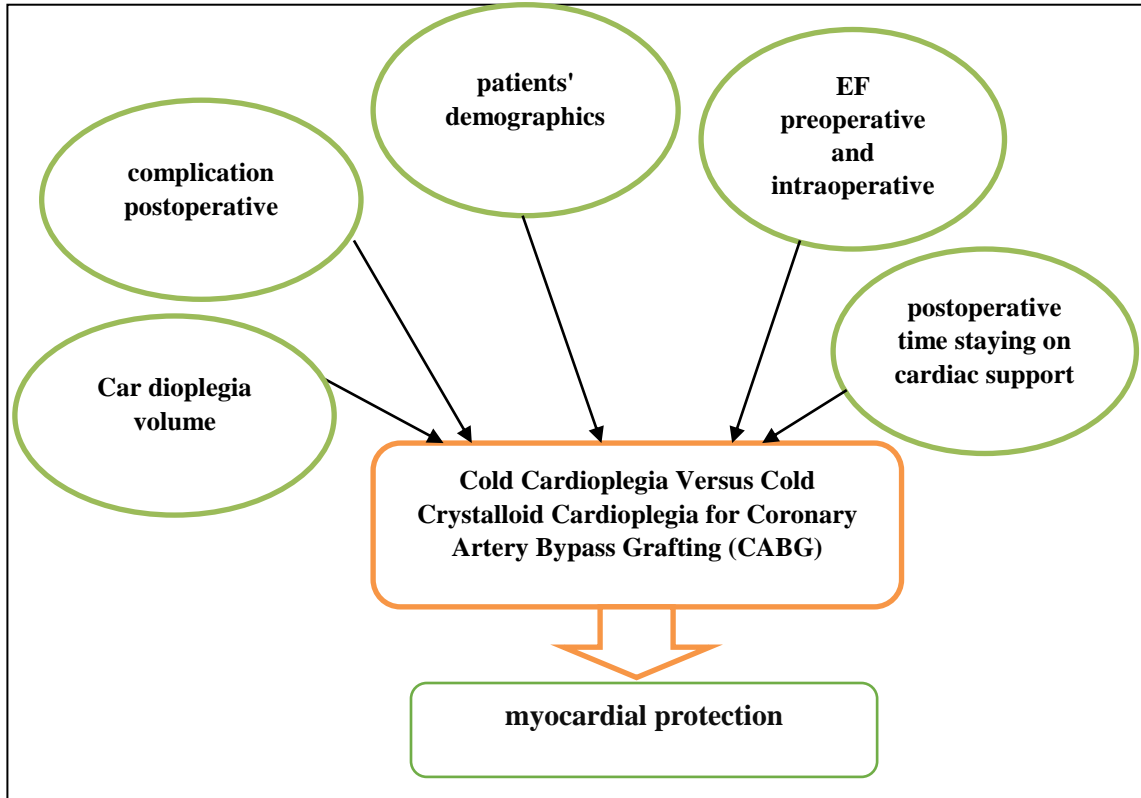 patients'
demographics
EF
preoperative
and
intraoperative
complication
postoperative
postoperative
time staying on
cardiac support
Car dioplegia
volume
Cold Cardioplegia Versus Cold
Crystalloid Cardioplegia for Coronary
Artery Bypass Grafting (CABG)
myocardial protection